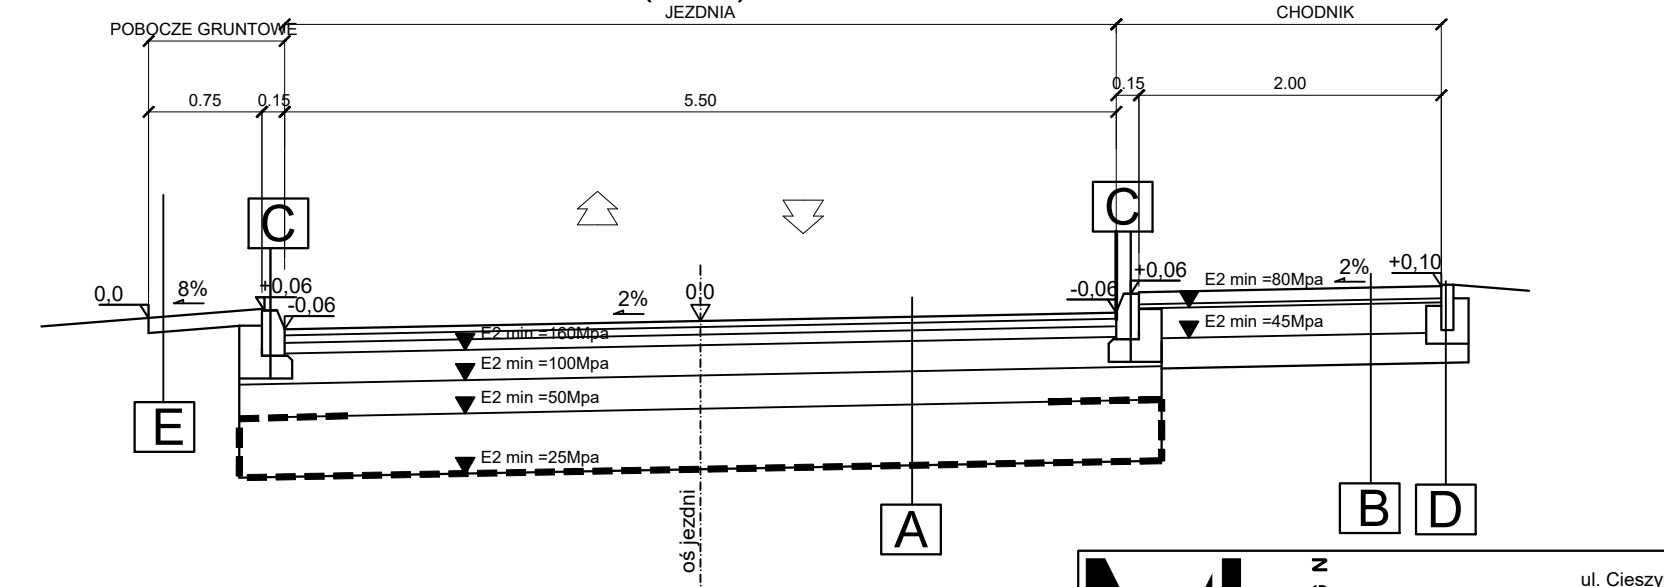 JEZDNIA
CHODNIK
POBOCZE GRUNTOWE
0.15
2.00
0.75
0.15
5.50
C
C
0,0
8%
+0,06
-0,06
2%
0,0
-0,06
+0,06
E2 min =80Mpa
2%
+0,10
E2 min =45Mpa
E2 min =160Mpa
E2 min =100Mpa
E2 min =50Mpa
E2 min =25Mpa
E
A
B
D
oś jezdni
N
ul. Cieszy